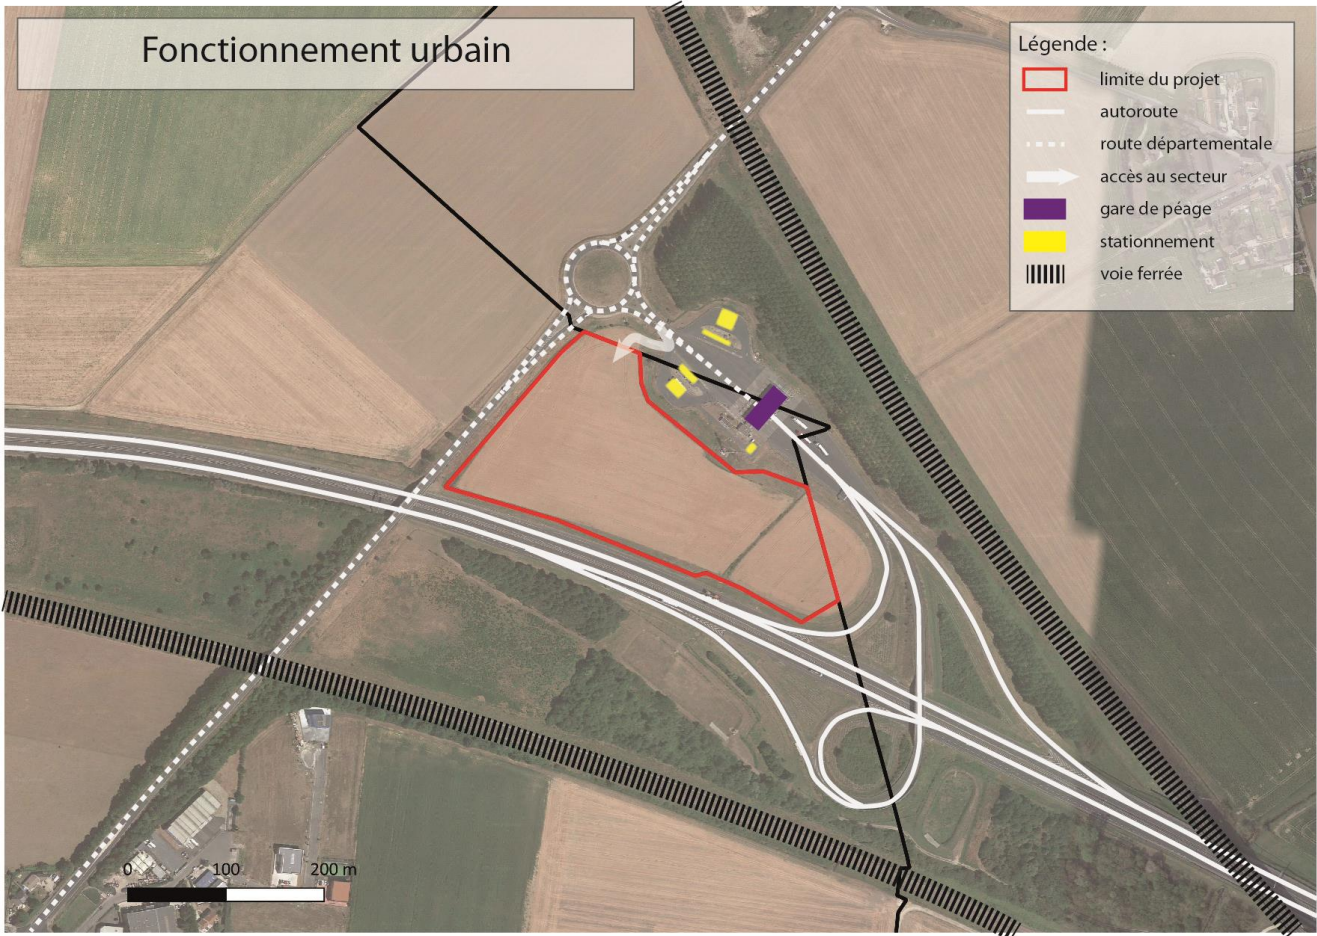 Fonctionnement urbain
Légende :
limite du projet
autoroute
route départementale
accès au secteur
gare de péage
stationnement
voie ferrée
0 100 200 m